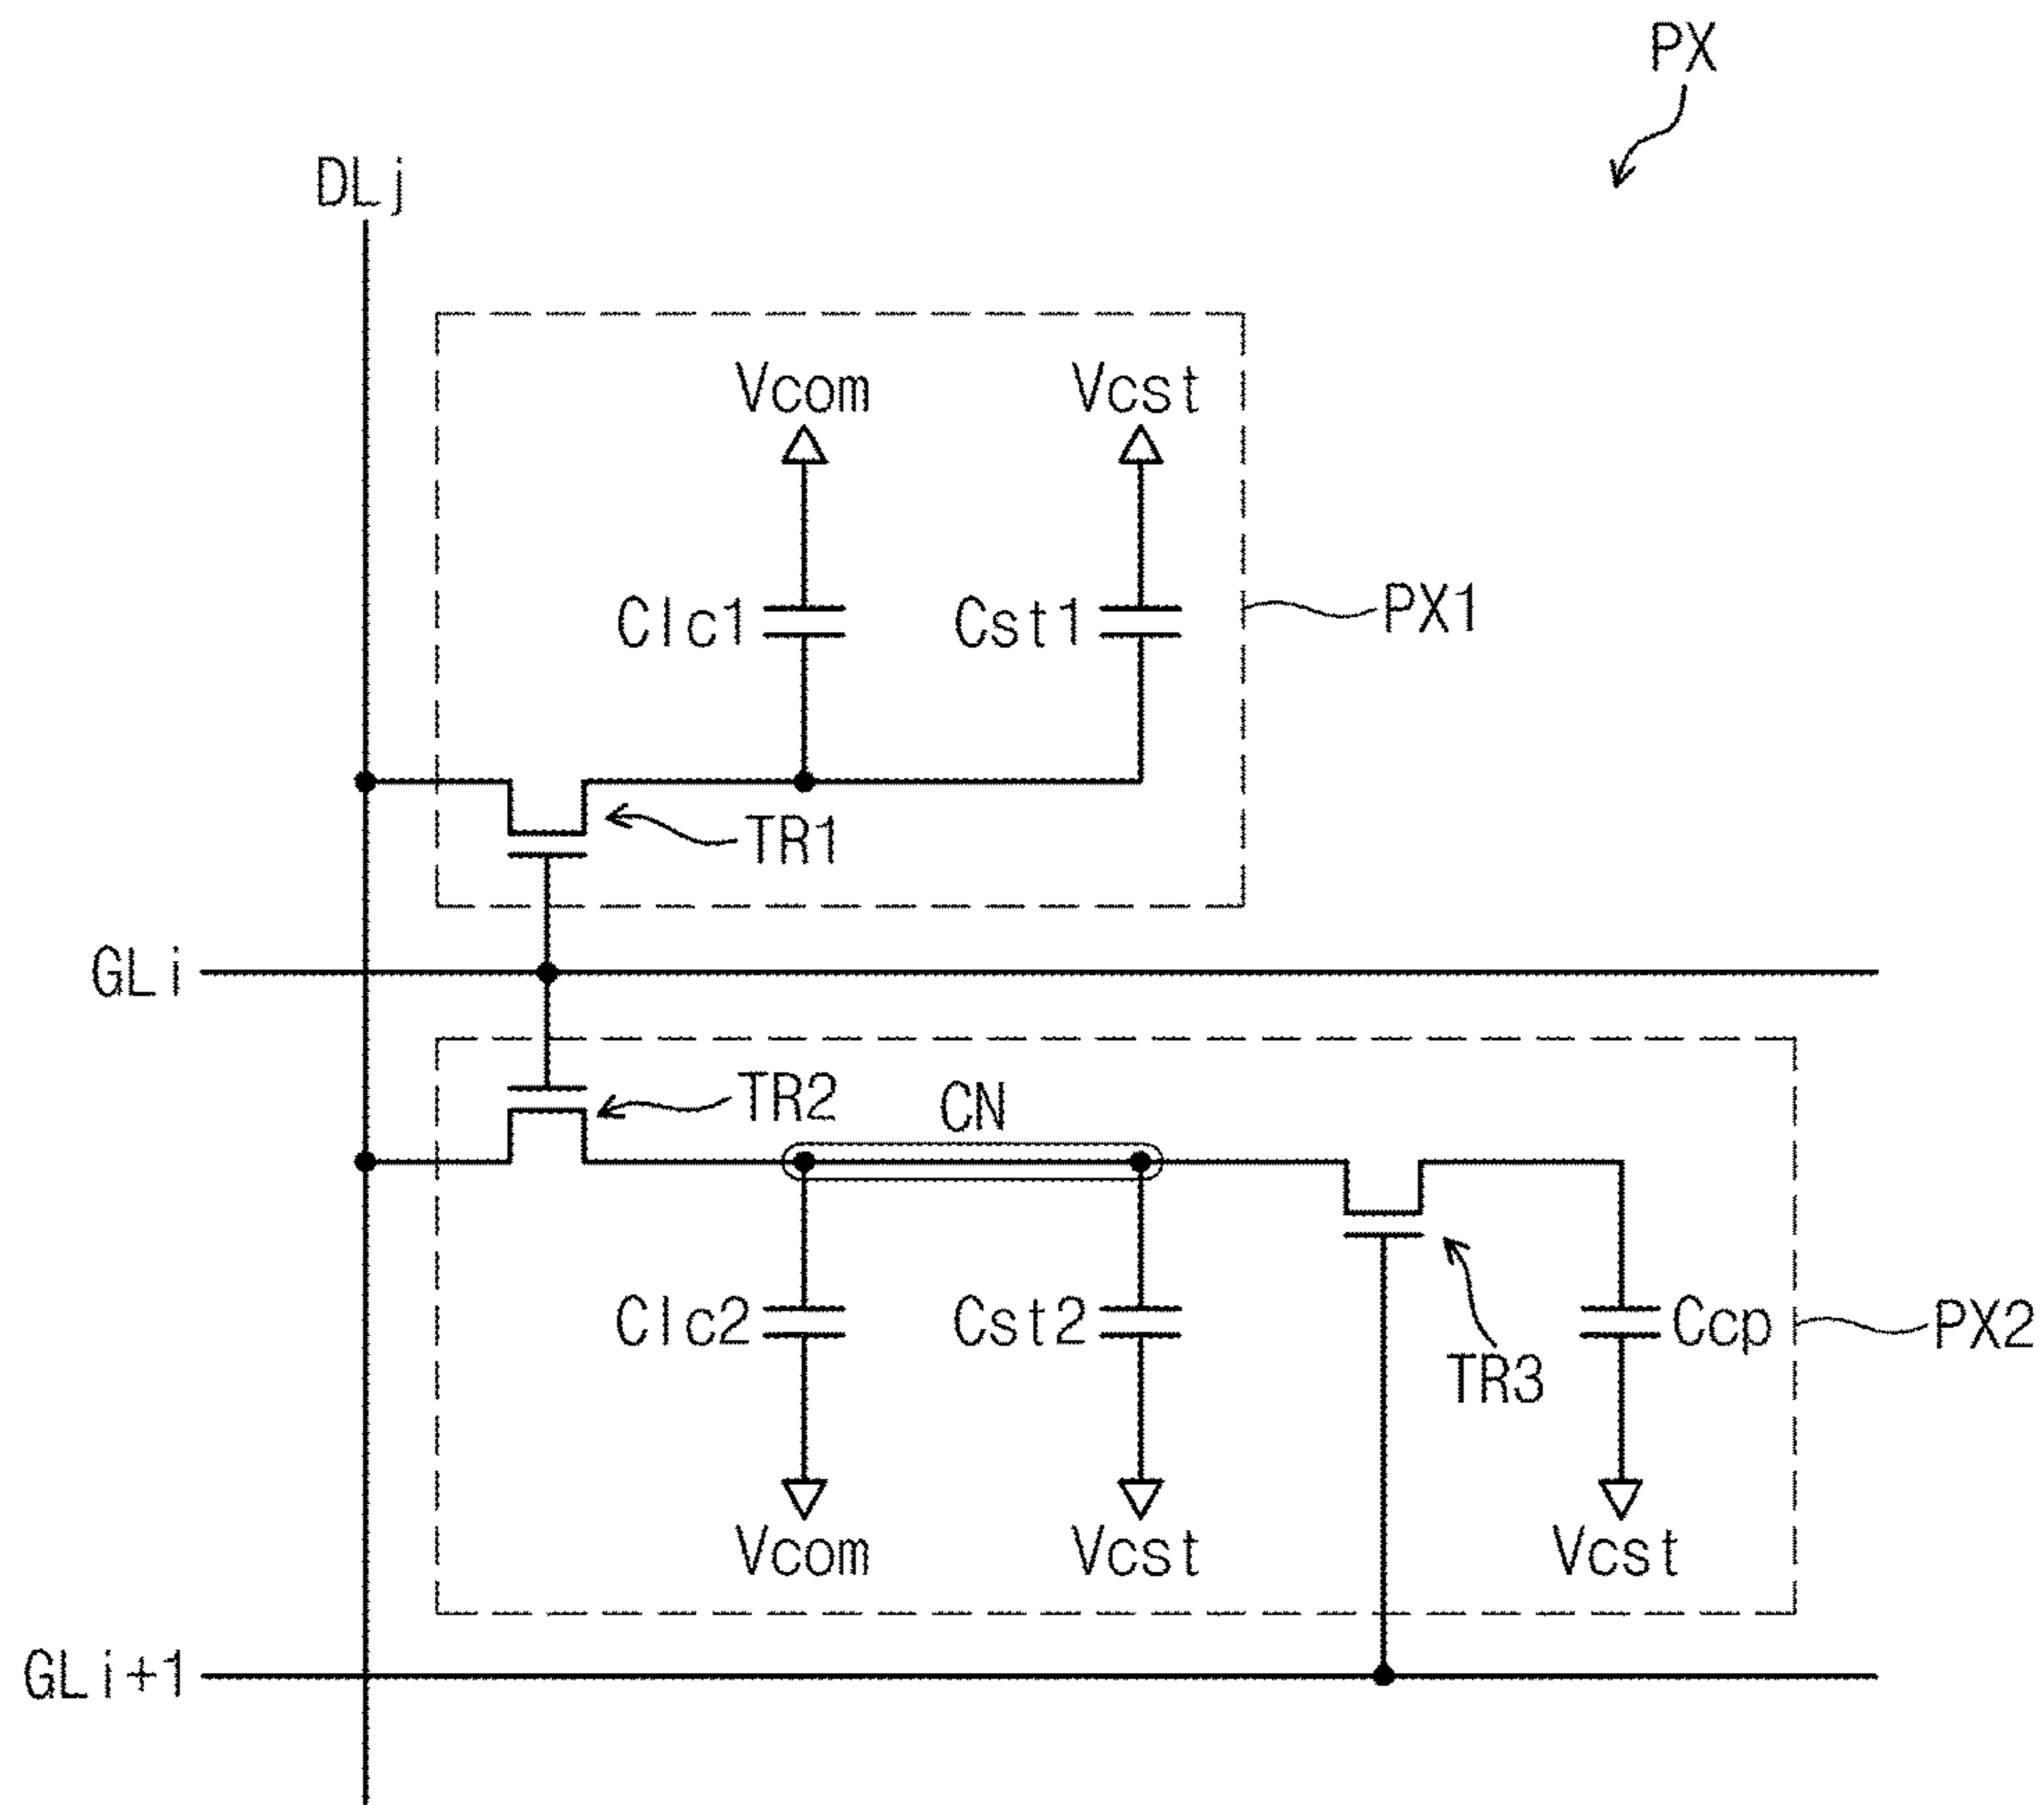 PX
DLj
Vcom Vcst
Clc1 Cst1 PX1
TR1
GLi
TR2 CN
Clc2 Cst2 TR3 Ccp PX2
Vcom Vcst Vcst
GLi+1